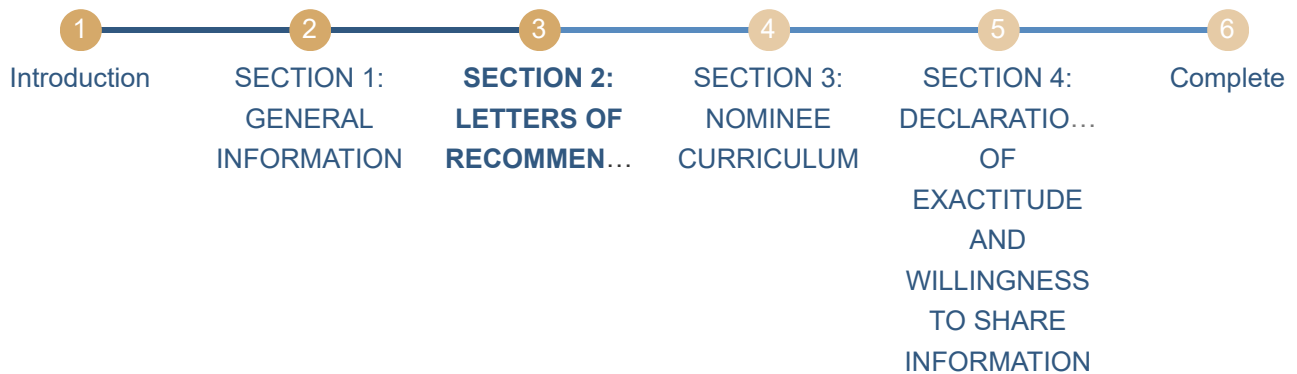 1
Introduction
2
SECTION 1:
GENERAL
INFORMATION
3
SECTION 2:
LETTERS OF
RECOMMEN…
4
SECTION 3:
NOMINEE
CURRICULUM
5
SECTION 4:
DECLARATIO…
OF
EXACTITUDE
AND
WILLINGNESS
TO SHARE
INFORMATION
6
Complete